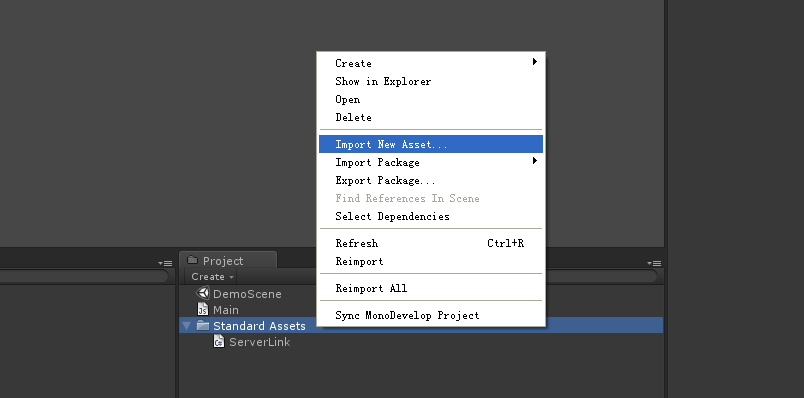 Create
Show in Explorer
Open
Delete
Import New Asset...
Import Package
Export Package...
Find References In Scene
Select Dependencies
Refresh Ctrl+R
Reimport
Reimport All
Sync MonoDevelop Project
Project
Create
DemoScene
Js Main
Standard Assets
C# ServerLink